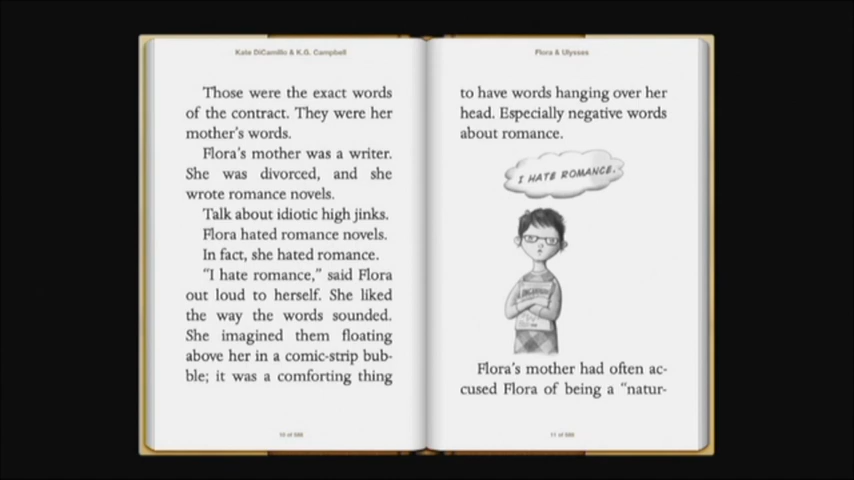 Kate DiCamillo & K.G. Campbell
Those were the exact words
of the contract. They were her
mother's words.
Flora's mother was a writer.
She was divorced, and she
wrote romance novels.
Talk about idiotic high jinks.
Flora hated romance novels.
In fact, she hated romance.
"I hate romance," said Flora
out loud to herself. She liked
the way the words sounded.
She imagined them floating
above her in a comic-strip bub-
ble; it was a comforting thing
10 of 586
Flora & Ulysses
to have words hanging over her
head. Especially negative words
about romance.
I HATE ROMANCE.
Flora's mother had often ac-
cused Flora of being a "natur-